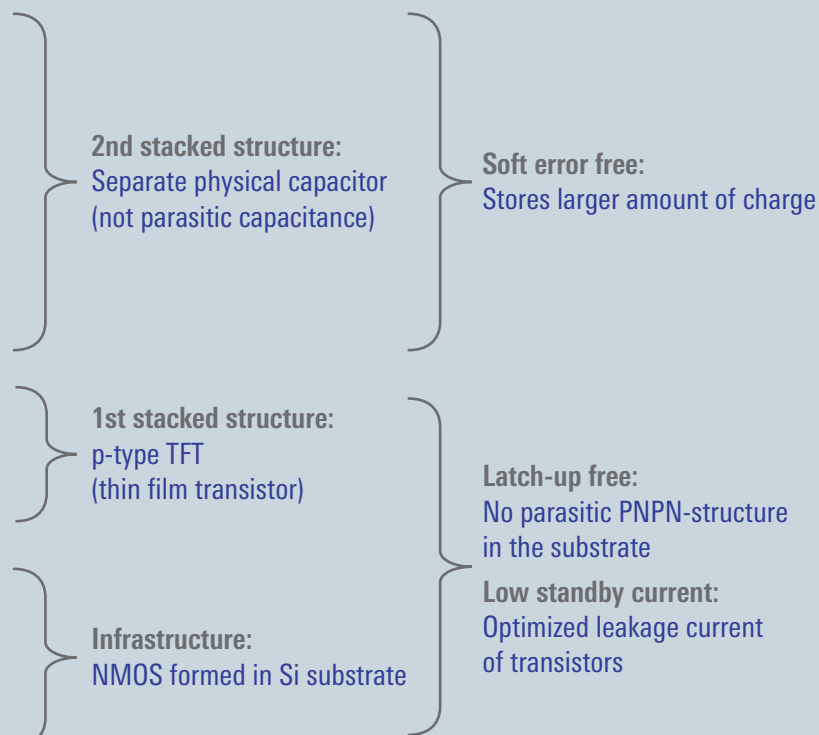 2nd stacked structure:
Separate physical capacitor
(not parasitic capacitance)
Soft error free:
Stores larger amount of charge
1st stacked structure:
p-type TFT
(thin film transistor)
Latch-up free:
No parasitic PNPN-structure
in the substrate
Low standby current:
Optimized leakage current
of transistors
Infrastructure:
NMOS formed in Si substrate